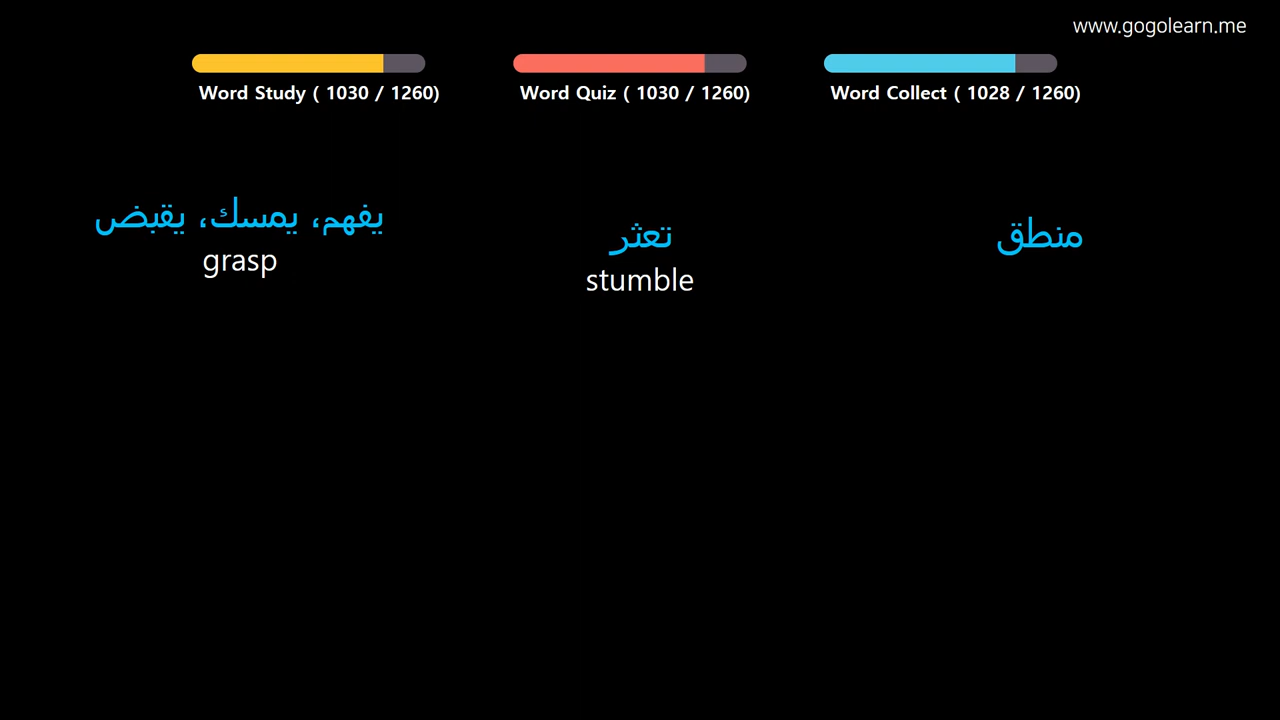 www.gogolearn.me
Word Study ( 1030 / 1260)
Word Quiz ( 1030 / 1260)
Word Collect ( 1028 / 1260)
يفهم، يمسك، يقبض
grasp
تعثر
stumble
منطق